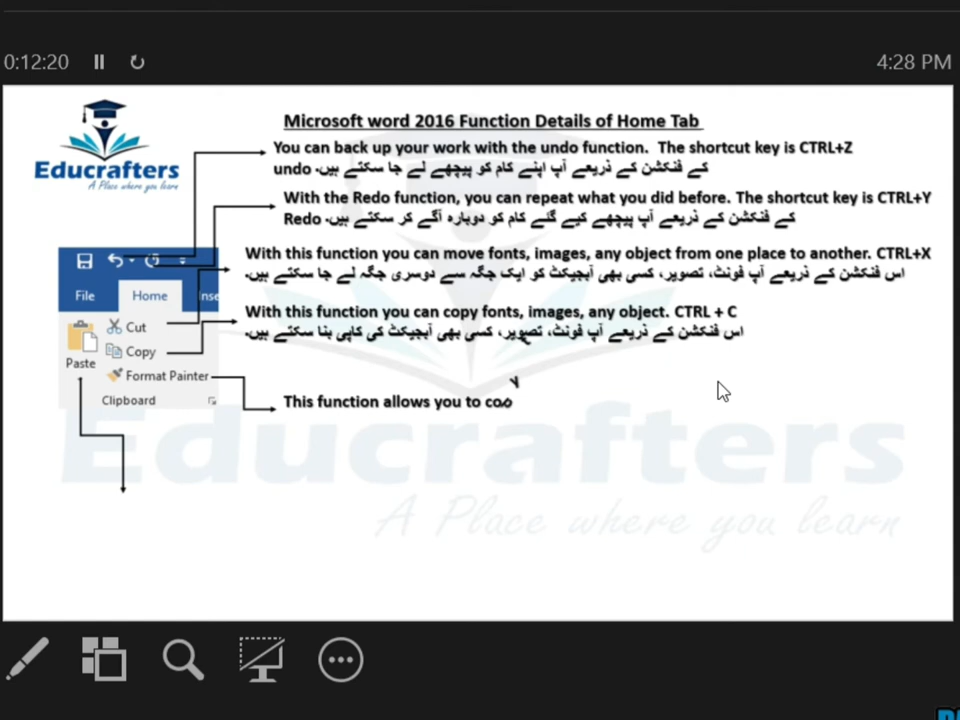 0:12:20
4:28 PM
Educrafters
A Place where you learn
Microsoft word 2016 Function Details of Home Tab
You can back up your work with the undo function. The shortcut key is CTRL+Z
undo کے فنکشن کے ذریعے آپ اپنے کام کو پیچھے لے جا سکتے ہیں۔
With the Redo function, you can repeat what you did before. The shortcut key is CTRL+Y
Redo کے فنکشن کے ذریعے آپ پیچھے کیے گئے کام کو دوبارہ آگے کر سکتے ہیں۔
With this function you can move fonts, images, any object from one place to another. CTRL+X
اس فنکشن کے ذریعے آپ فونٹ، تصویر، کسی بھی آبجیکٹ کو ایک جگہ سے دوسری جگہ لے جا سکتے ہیں۔
File
Home
Inse
Cut
Copy
Paste
Format Painter
Clipboard
With this function you can copy fonts, images, any object. CTRL + C
اس فنکشن کے ذریعے آپ فونٹ، تصویر، کسی بھی آبجیکٹ کی کاپی بنا سکتے ہیں۔
This function allows you to
Educrafters
A Place where you learn